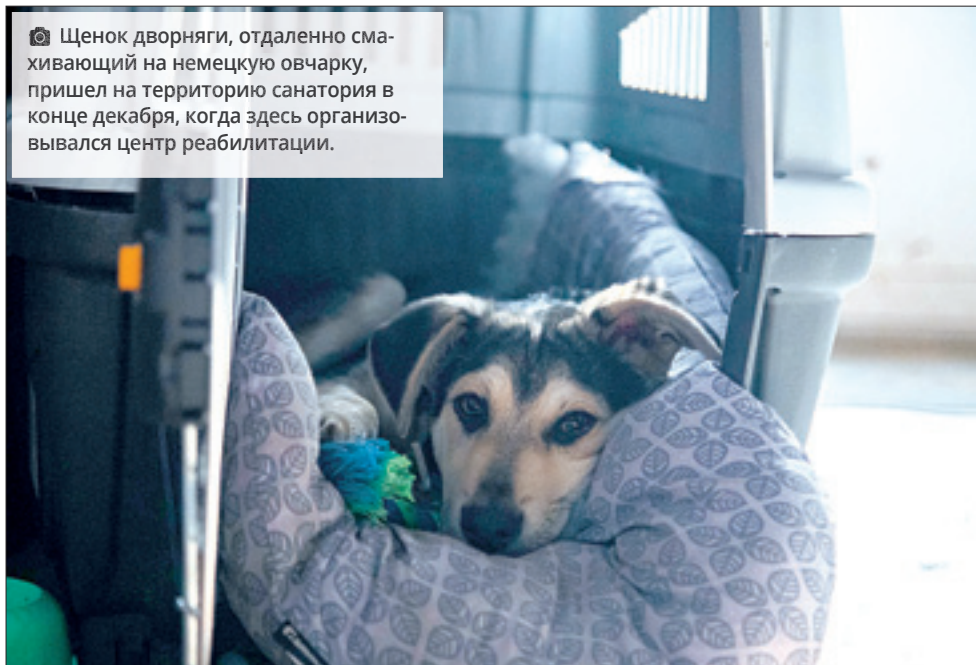 Щенок дворняги, отдаленно сма-
хивающий на немецкую овчарку,
пришел на территорию санатория в
конце декабря, когда здесь организо-
вывался центр реабилитации.